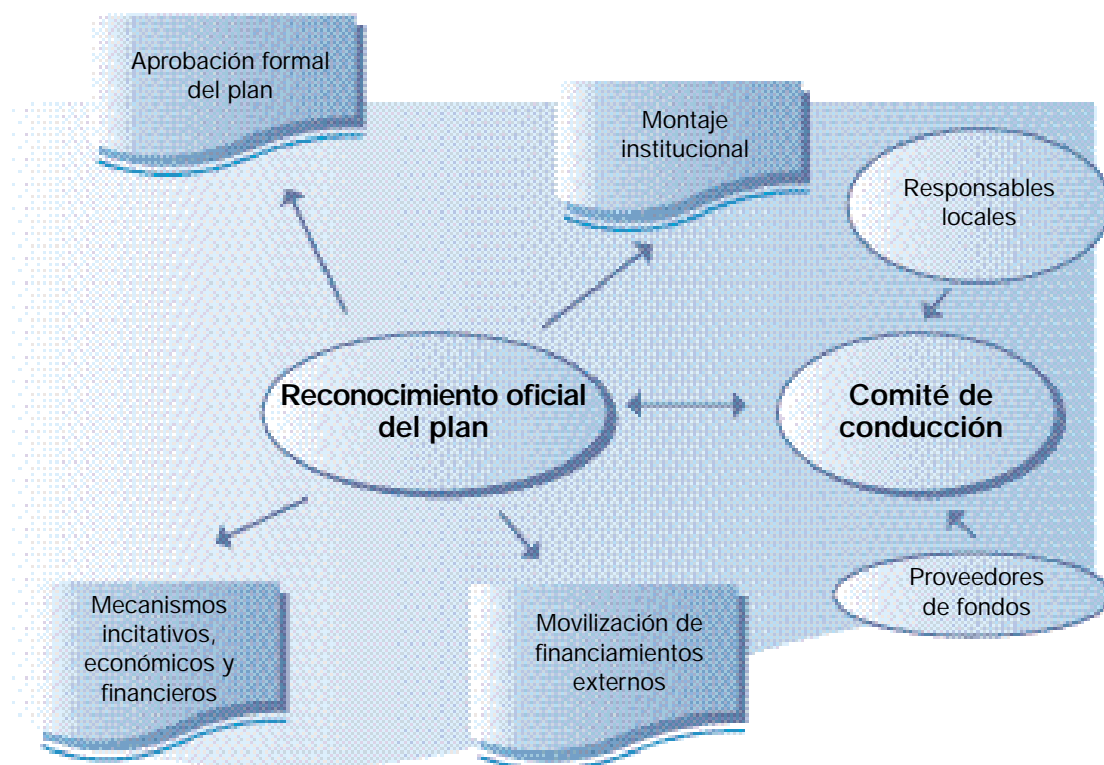 Aprobación formal
del plan
Montaje
institucional
Responsables
locales
Reconocimiento oficial
del plan
Comité de
conducción
Proveedores
de fondos
Mecanismos
incitativos,
económicos y
financieros
Movilización de
financiamientos
externos